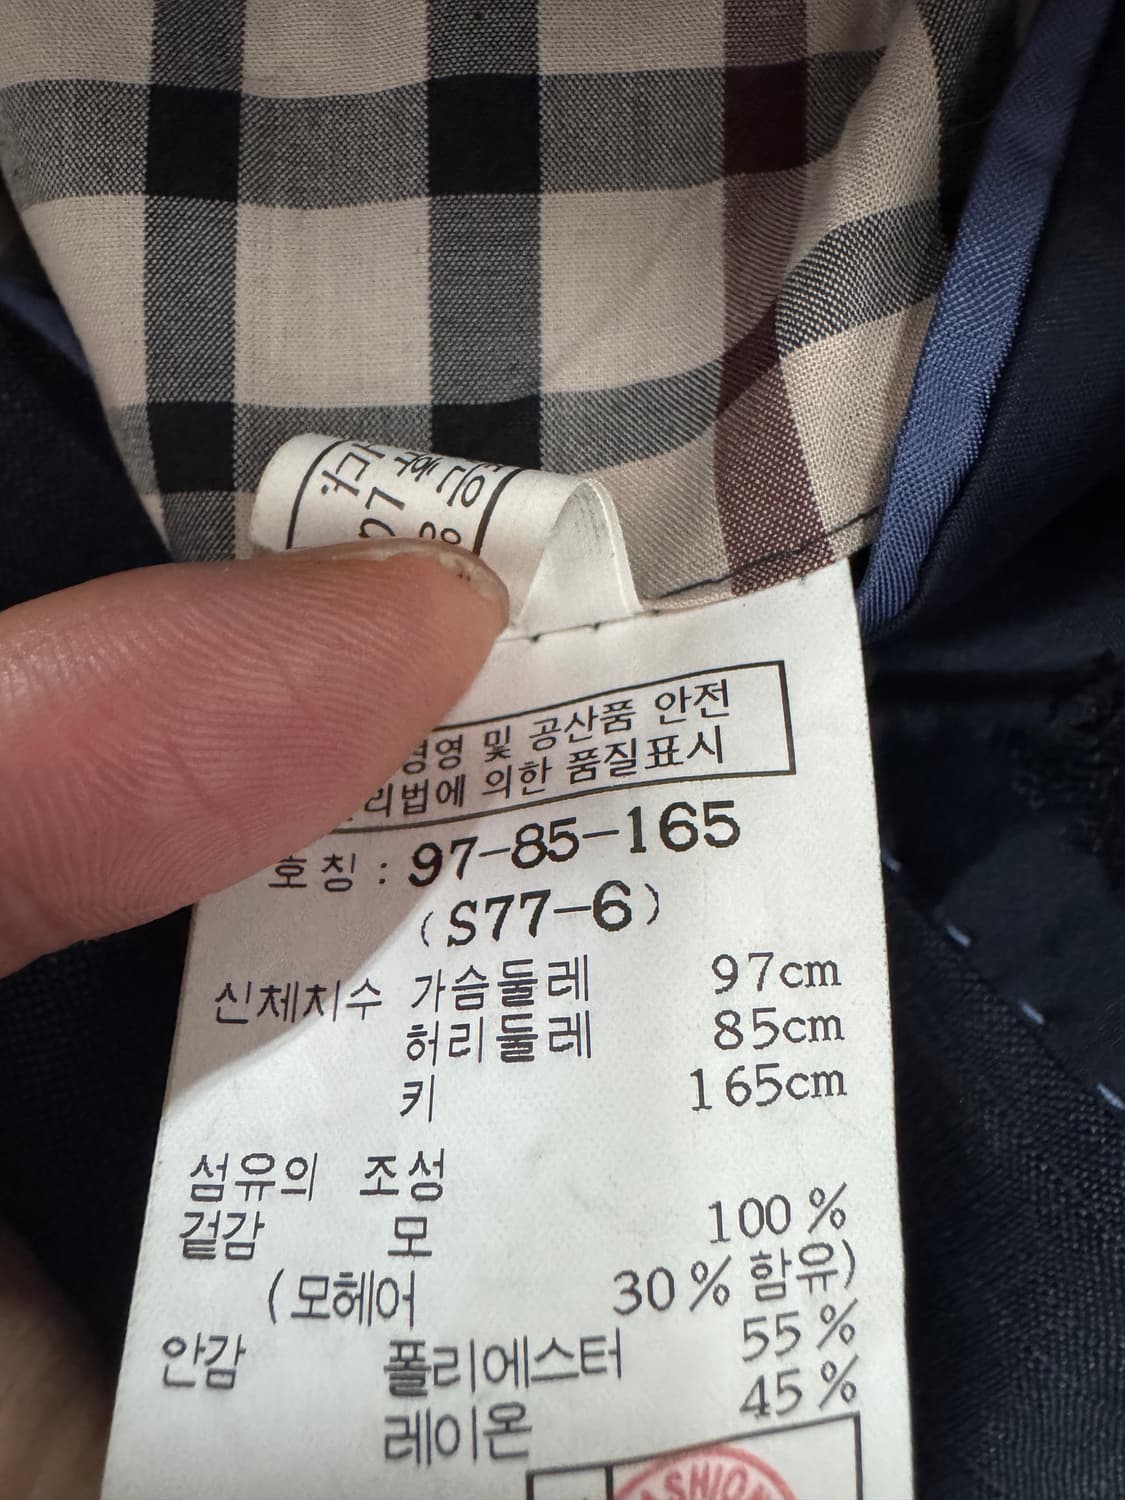 영 및 공산품 안전
리법에 의한 품질표시
호칭 : 97-85-165
(S77-6)
신체치수 가슴둘레 97cm
허리둘레 85cm
키 165cm
섬유의 조성
겉감 모 100%
(모헤어 30% 함유)
안감 폴리에스터 55%
레이온 45%